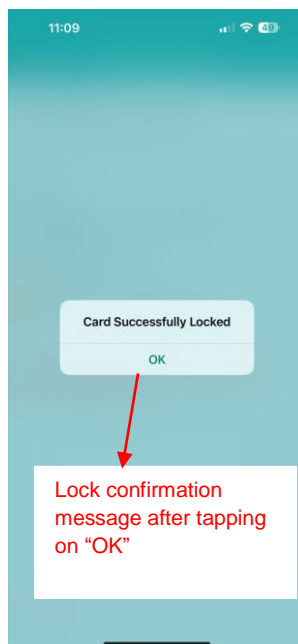 11:09
49
Card Successfully Locked
OK
Lock confirmation
message after tapping
on “OK”